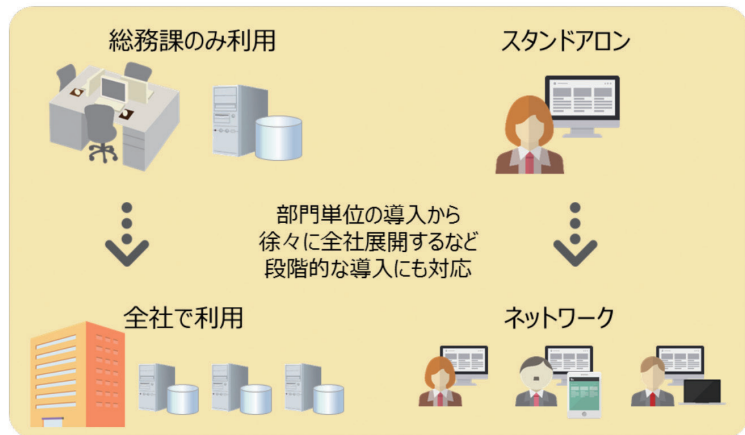 総務課のみ利用
スタンドアロン
部門単位の導入から
徐々に全社展開するなど
段階的な導入にも対応
全社で利用
ネットワーク